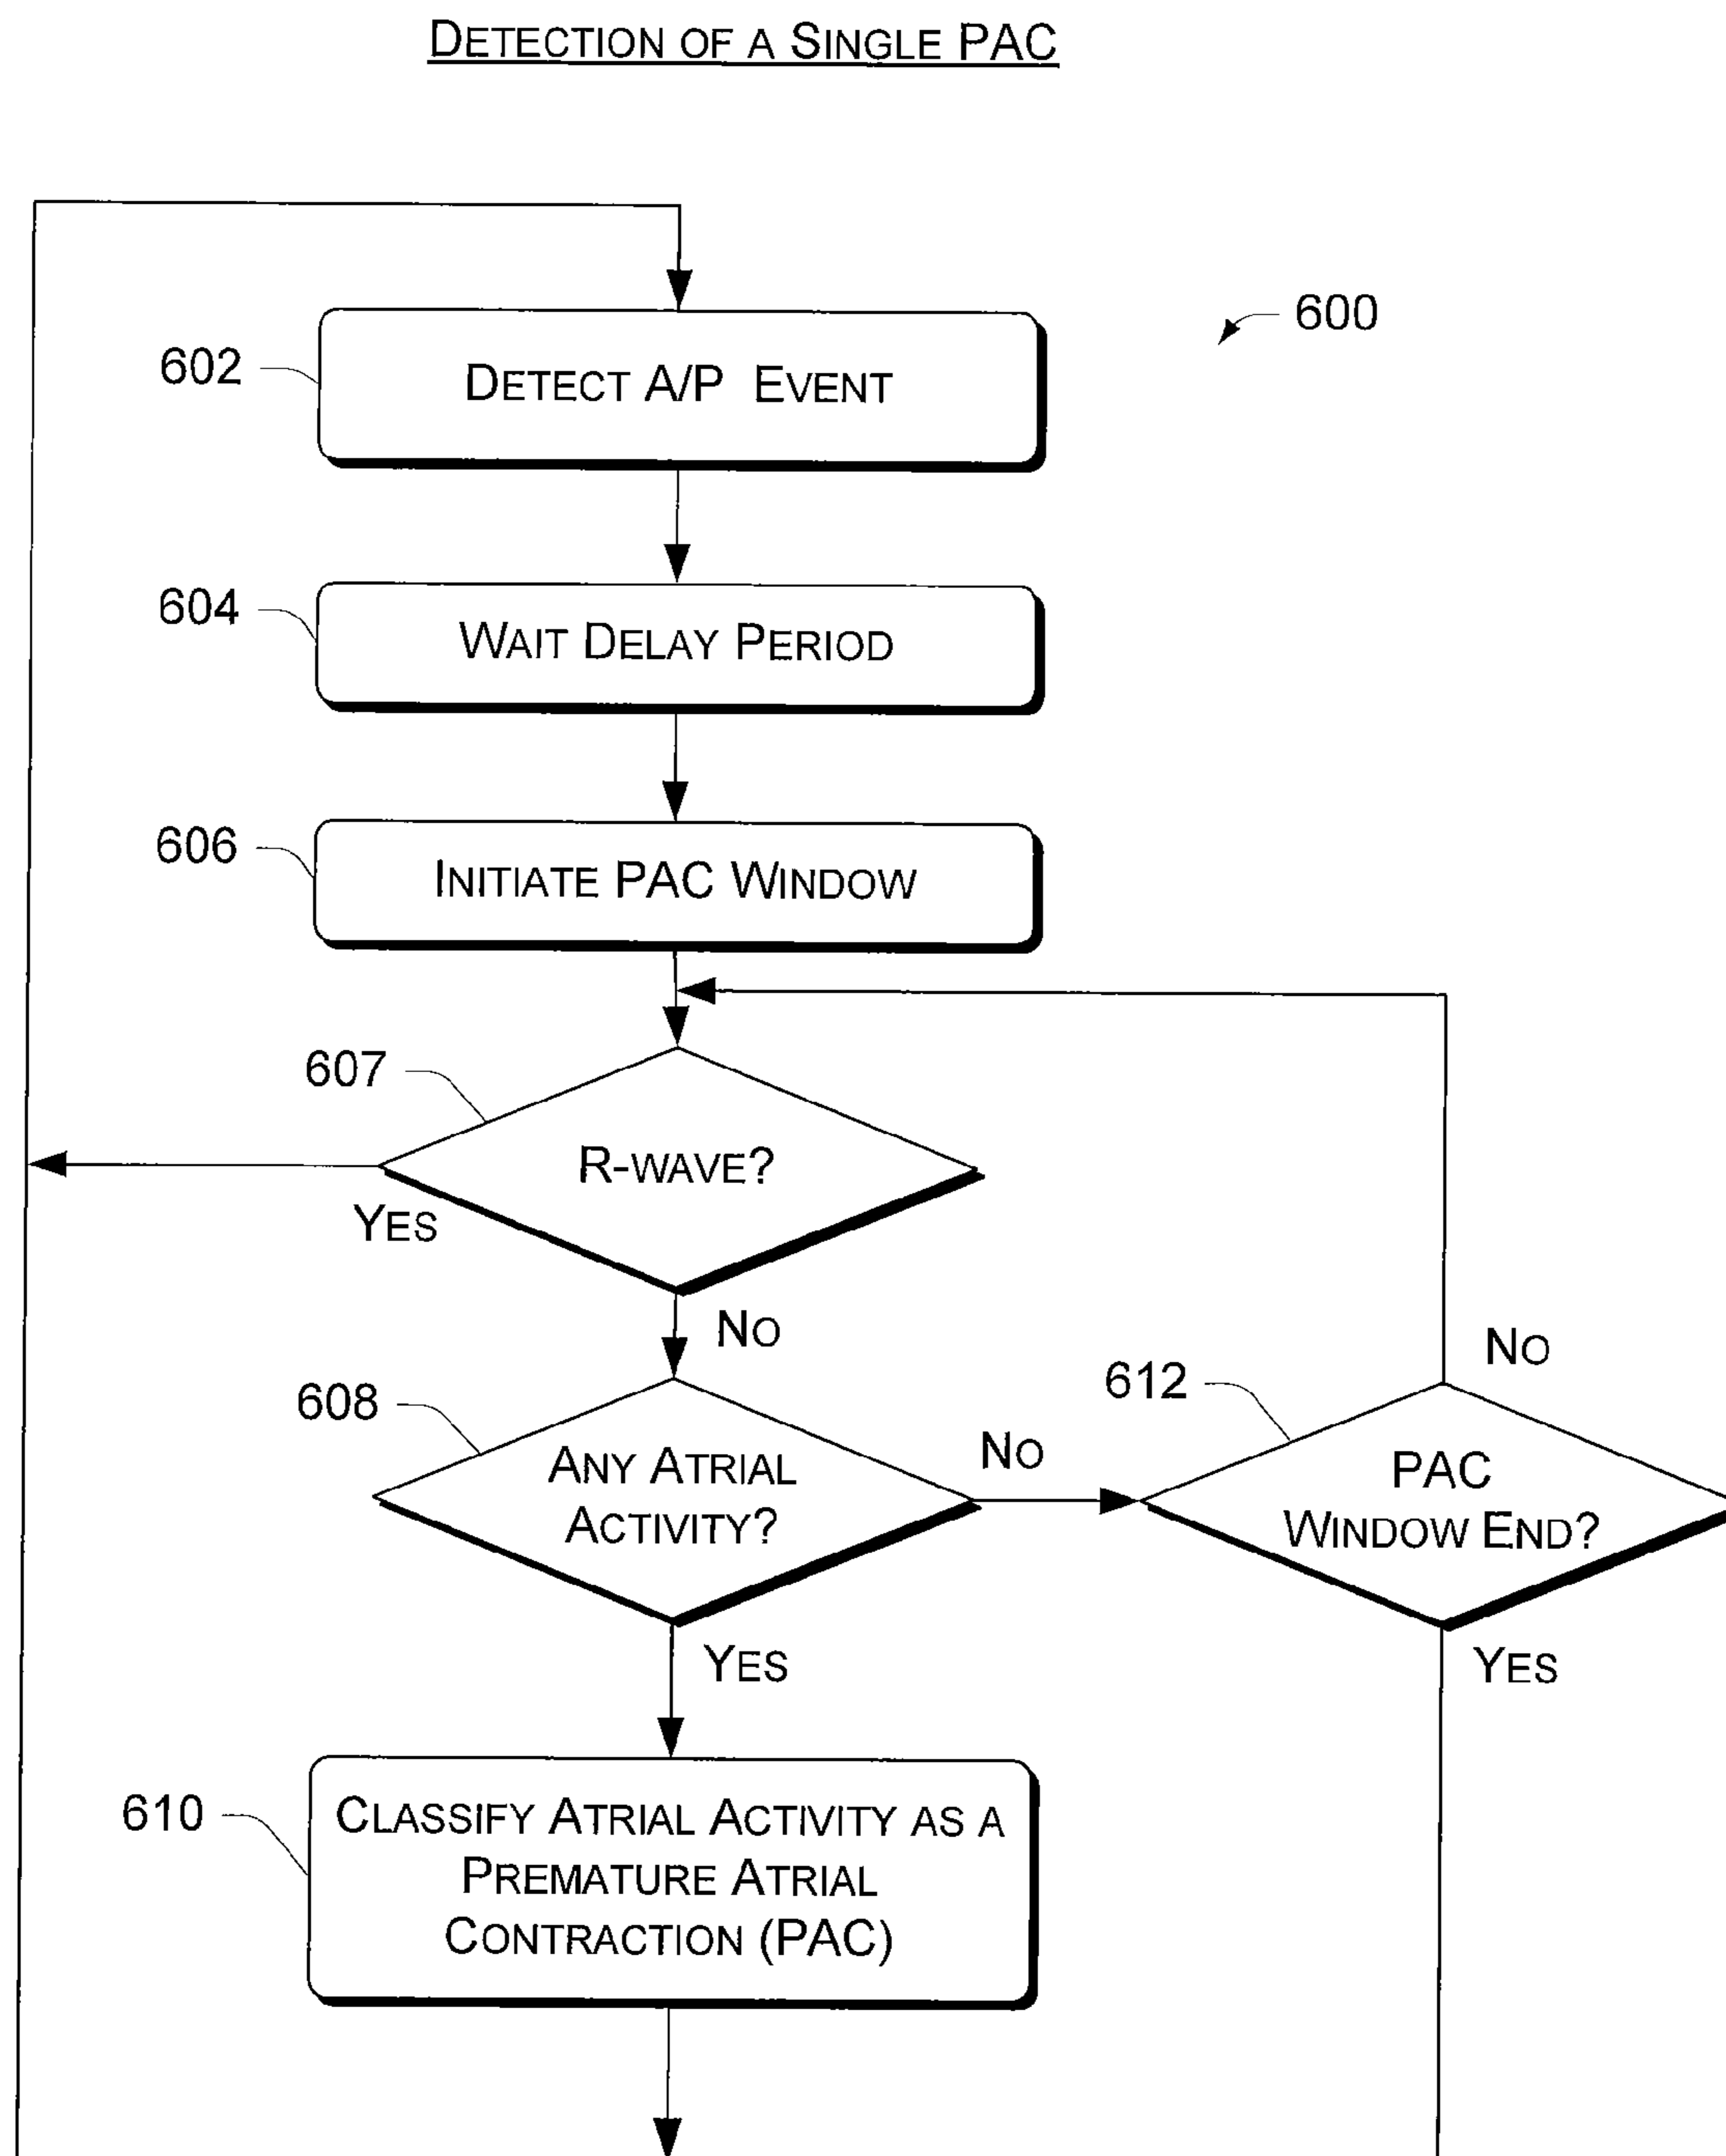 DETECTION OF A SINGLE PAC
600
602
DETECT A/P EVENT
604
WAIT DELAY PERIOD
606
INITIATE PAC WINDOW
607
R-WAVE?
YES
NO
608
ANY ATRIAL
ACTIVITY?
NO
612
NO
PAC
WINDOW END?
YES
YES
610
CLASSIFY ATRIAL ACTIVITY AS A
PREMATURE ATRIAL
CONTRACTION (PAC)